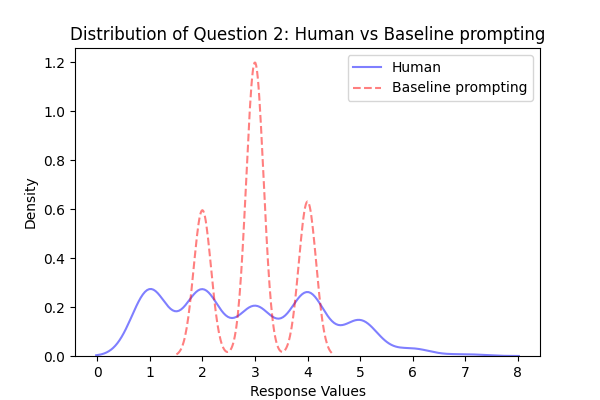 Distribution of Question 2: Human vs Baseline prompting
Human
Baseline prompting
1.2
1.0
0.8
0.6
0.4
0.2
0.0
Density
0 1 2 3 4 5 6 7 8
Response Values